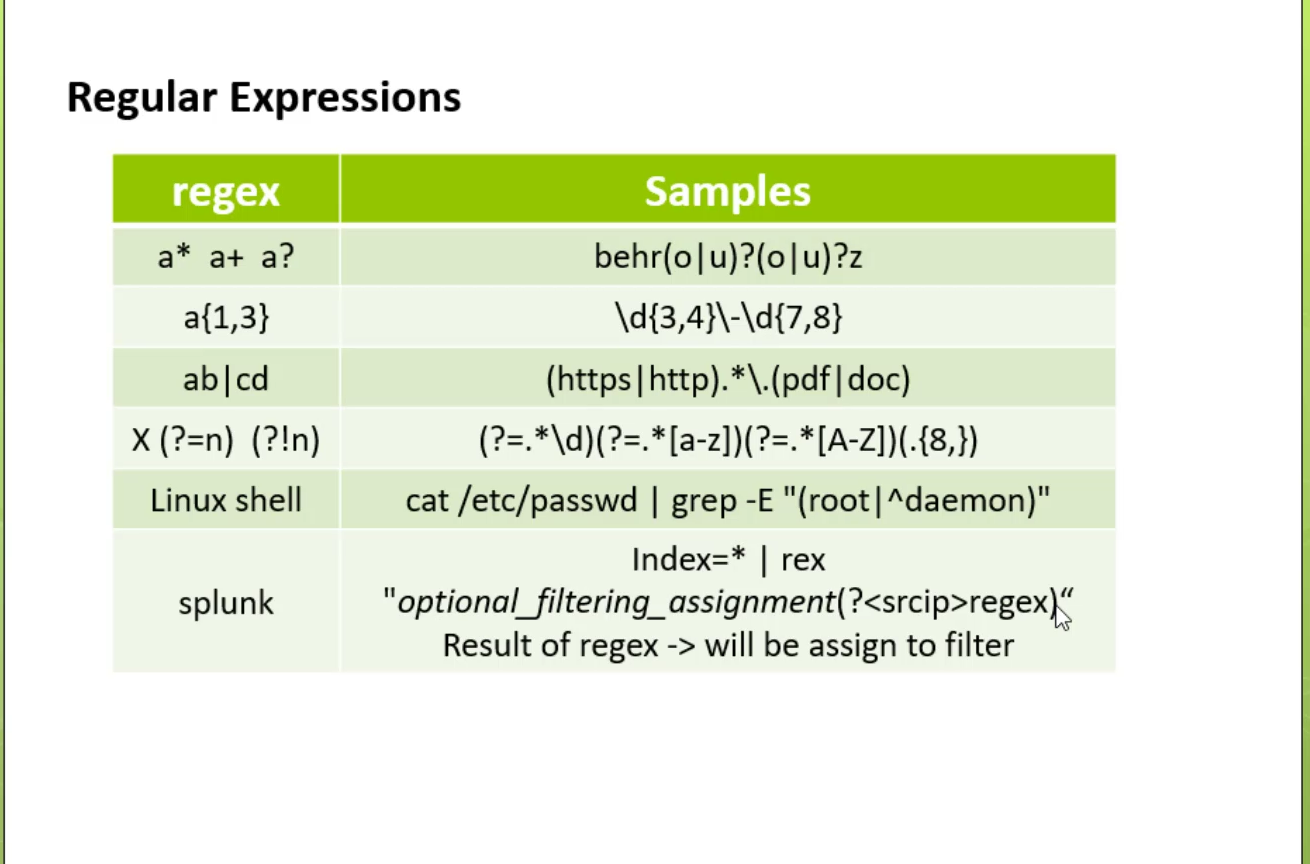 Regular Expressions
regex Samples
a* a+ a? behr(o|u)?(o|u)?z
a{1,3} \d{3,4}\-\d{7,8}
ab|cd (https|http).*\.(pdf|doc)
X (?=n) (?!n) (?=.*\d)(?=.*[a-z])(?=.*[A-Z])(.{8,})
Linux shell cat /etc/passwd | grep -E "(root|^daemon)"
Index=* | rex
splunk "optional_filtering_assignment(?<srcip>regex)“
Result of regex -> will be assign to filter